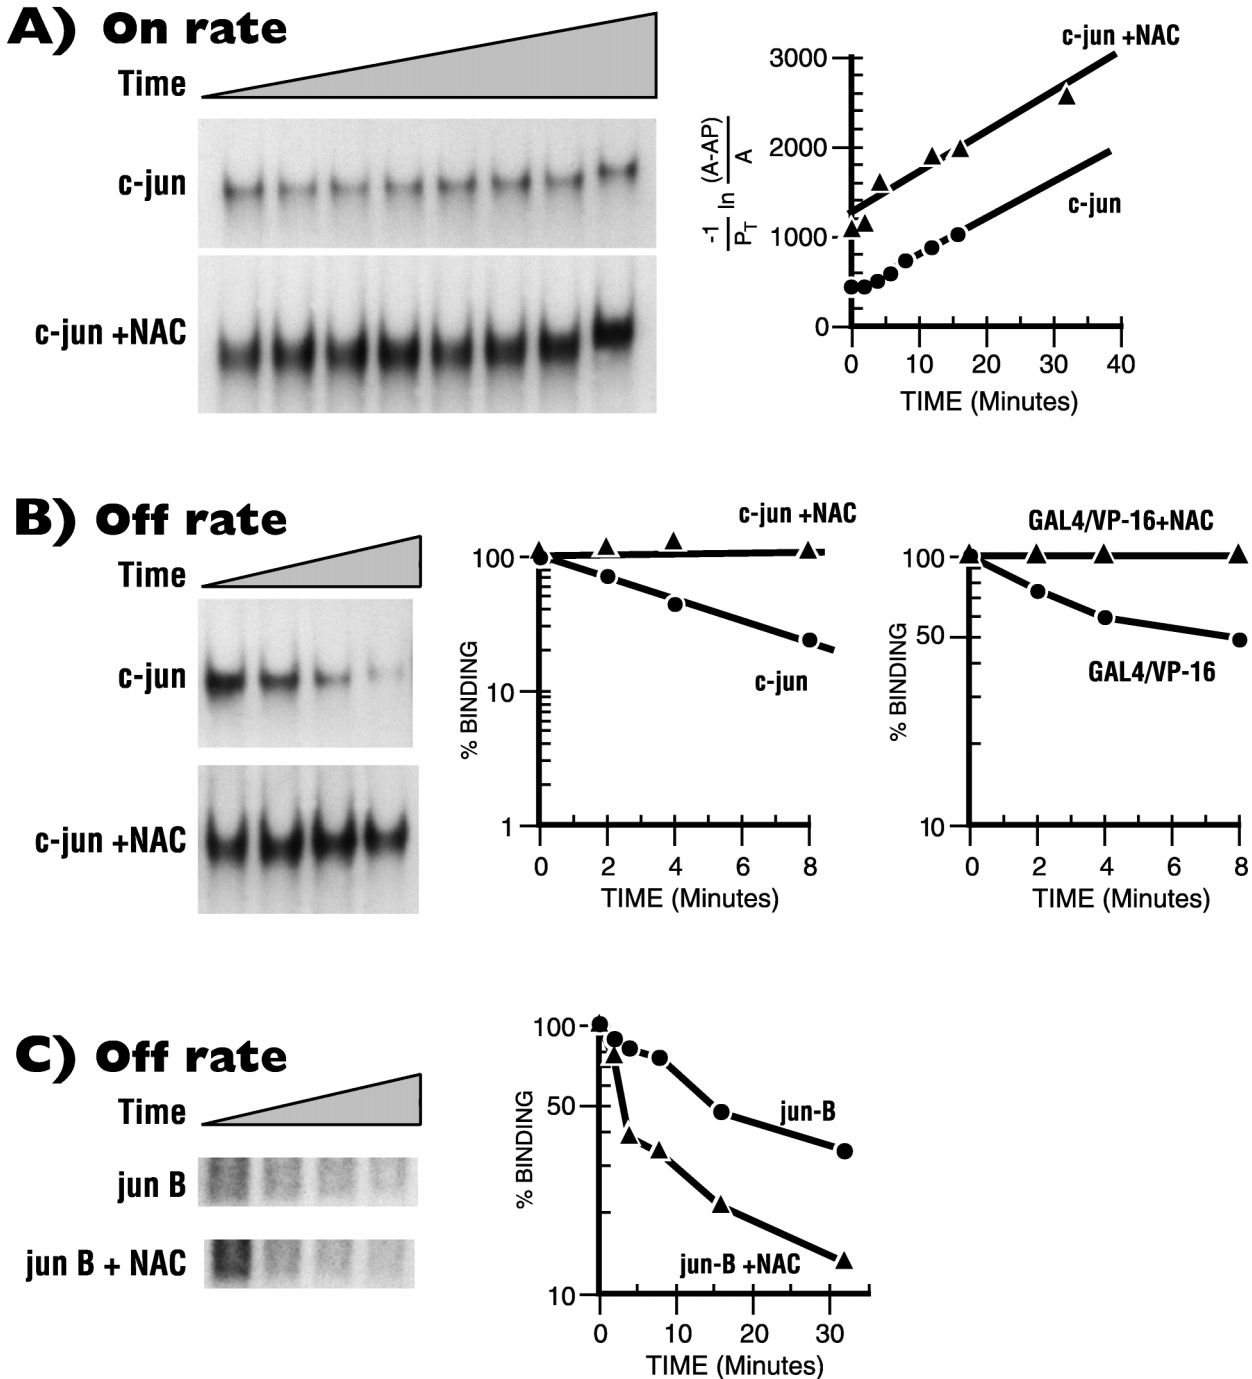 A) On rate
Time
c-jun
c-jun +NAC
-1 / P_T ln (A-AP) / A
3000
2000
1000
0
c-jun +NAC
c-jun
0 10 20 30 40
TIME (Minutes)
B) Off rate
Time
c-jun
c-jun +NAC
% BINDING
100
10
1
c-jun +NAC
c-jun
0 2 4 6 8
TIME (Minutes)
% BINDING
100
50
10
GAL4/VP-16+NAC
GAL4/VP-16
0 2 4 6 8
TIME (Minutes)
C) Off rate
Time
jun B
jun B + NAC
% BINDING
100
50
10
jun-B
jun-B +NAC
0 10 20 30
TIME (Minutes)